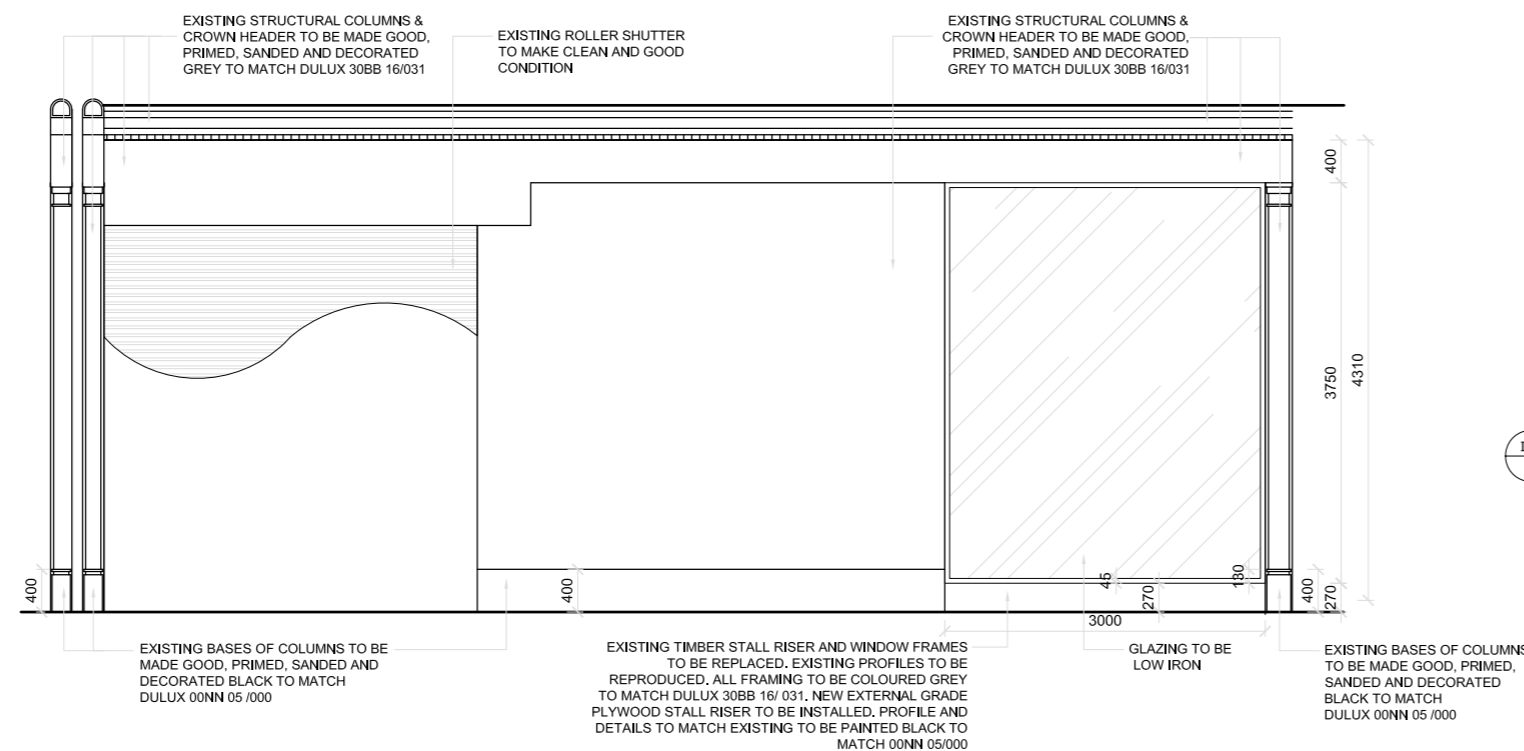 EXISTING STRUCTURAL COLUMNS &
CROWN HEADER TO BE MADE GOOD,
PRIMED, SANDED AND DECORATED
GREY TO MATCH DULUX 30BB 16/031
EXISTING ROLLER SHUTTER
TO MAKE CLEAN AND GOOD
CONDITION
EXISTING STRUCTURAL COLUMNS &
CROWN HEADER TO BE MADE GOOD,
PRIMED, SANDED AND DECORATED
GREY TO MATCH DULUX 30BB 16/031
400
3750
4310
400
400
45
270
130
400
270
3000
EXISTING BASES OF COLUMNS TO BE
MADE GOOD, PRIMED, SANDED AND
DECORATED BLACK TO MATCH
DULUX 00NN 05 /000
EXISTING TIMBER STALL RISER AND WINDOW FRAMES
TO BE REPLACED. EXISTING PROFILES TO BE
REPRODUCED. ALL FRAMING TO BE COLOURED GREY
TO MATCH DULUX 30BB 16/ 031. NEW EXTERNAL GRADE
PLYWOOD STALL RISER TO BE INSTALLED. PROFILE AND
DETAILS TO MATCH EXISTING TO BE PAINTED BLACK TO
MATCH 00NN 05/000
GLAZING TO BE
LOW IRON
EXISTING BASES OF COLUMNS
TO BE MADE GOOD, PRIMED,
SANDED AND DECORATED
BLACK TO MATCH
DULUX 00NN 05 /000